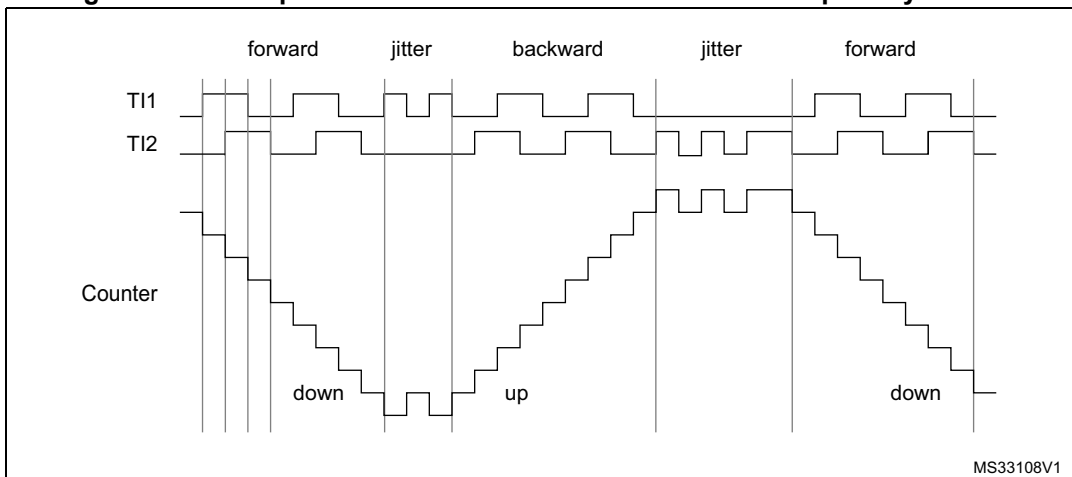 forward jitter backward jitter forward
TI1
TI2
Counter
down up down
MS33108V1